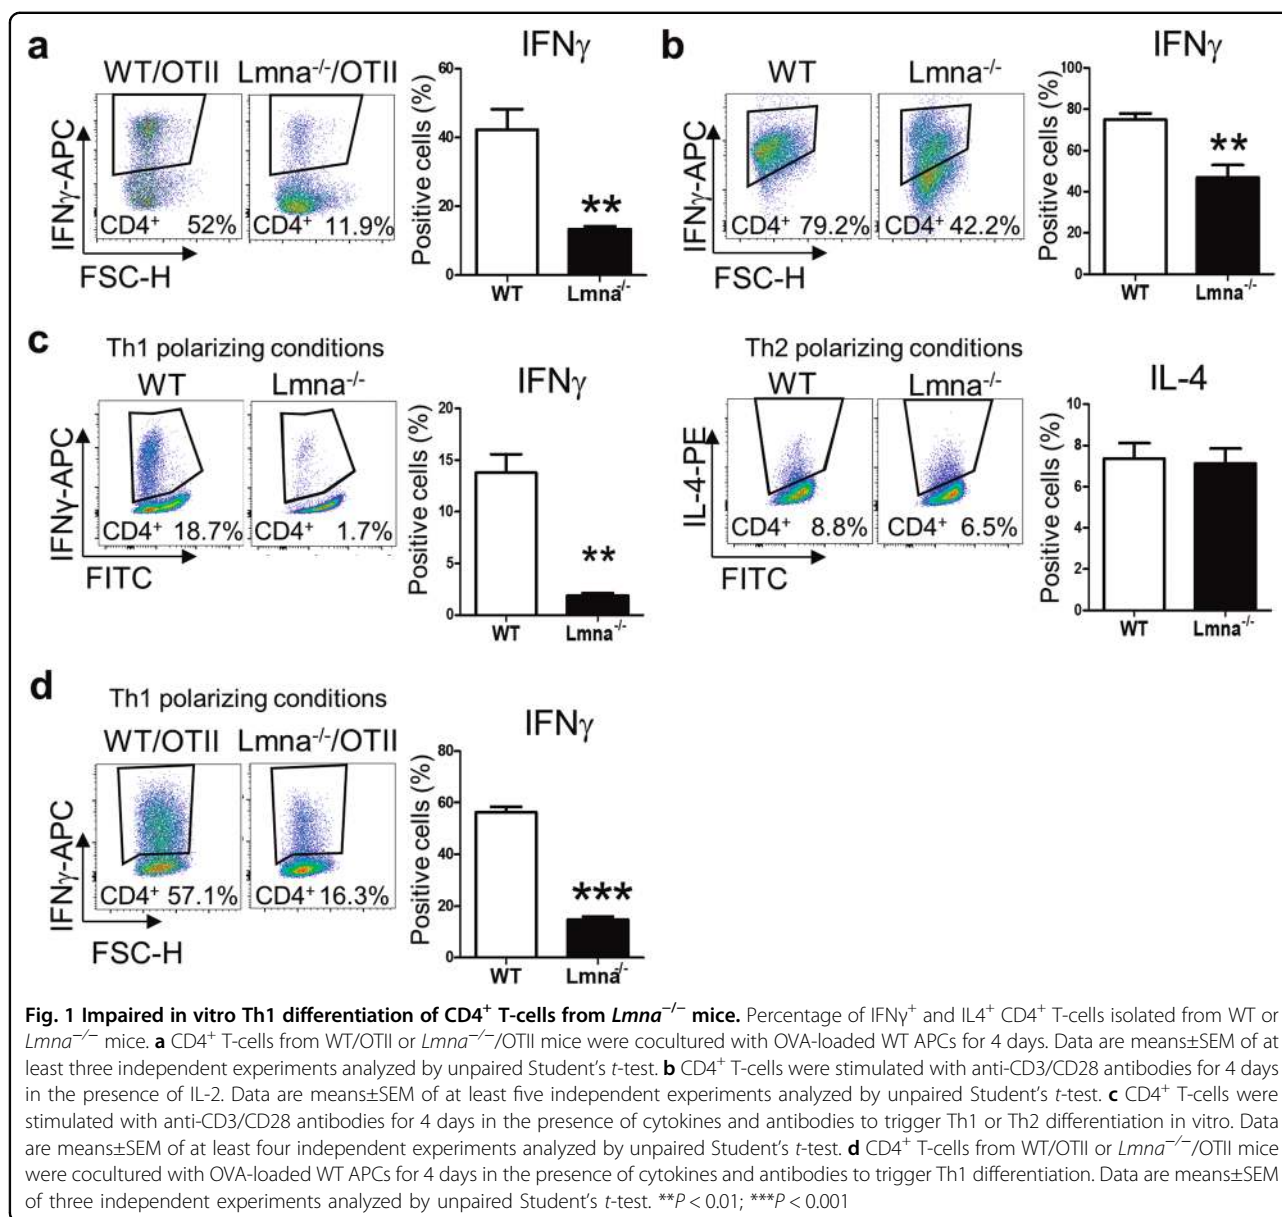 a
IFNγ
WT/OTII Lmna-/-/OTII
IFNγ-APC
CD4+ 52%
CD4+ 11.9%
FSC-H
Positive cells (%)
60
40
20
0
**
WT Lmna-/-
b
IFNγ
WT Lmna-/-
IFNγ-APC
CD4+ 79.2%
CD4+ 42.2%
FSC-H
Positive cells (%)
100
80
60
40
20
0
**
WT Lmna-/-
c
Th1 polarizing conditions
WT Lmna-/-
IFNγ-APC
CD4+ 18.7%
CD4+ 1.7%
FITC
IFNγ
Positive cells (%)
20
15
10
5
0
**
WT Lmna-/-
Th2 polarizing conditions
WT Lmna-/-
IL-4-PE
CD4+ 8.8%
CD4+ 6.5%
FITC
IL-4
Positive cells (%)
10
8
6
4
2
0
WT Lmna-/-
d
Th1 polarizing conditions
WT/OTII Lmna-/-/OTII
IFNγ-APC
CD4+ 57.1%
CD4+ 16.3%
FSC-H
IFNγ
Positive cells (%)
80
60
40
20
0
***
WT Lmna-/-
Fig. 1 Impaired in vitro Th1 differentiation of CD4+ T-cells from Lmna−/− mice. Percentage of IFNγ+ and IL4+ CD4+ T-cells isolated from WT or
Lmna−/− mice. a CD4+ T-cells from WT/OTII or Lmna−/−/OTII mice were cocultured with OVA-loaded WT APCs for 4 days. Data are means±SEM of at
least three independent experiments analyzed by unpaired Student's t-test. b CD4+ T-cells were stimulated with anti-CD3/CD28 antibodies for 4 days
in the presence of IL-2. Data are means±SEM of at least five independent experiments analyzed by unpaired Student's t-test. c CD4+ T-cells were
stimulated with anti-CD3/CD28 antibodies for 4 days in the presence of cytokines and antibodies to trigger Th1 or Th2 differentiation in vitro. Data
are means±SEM of at least four independent experiments analyzed by unpaired Student's t-test. d CD4+ T-cells from WT/OTII or Lmna−/−/OTII mice
were cocultured with OVA-loaded WT APCs for 4 days in the presence of cytokines and antibodies to trigger Th1 differentiation. Data are means±SEM
of three independent experiments analyzed by unpaired Student's t-test. **P < 0.01; ***P < 0.001